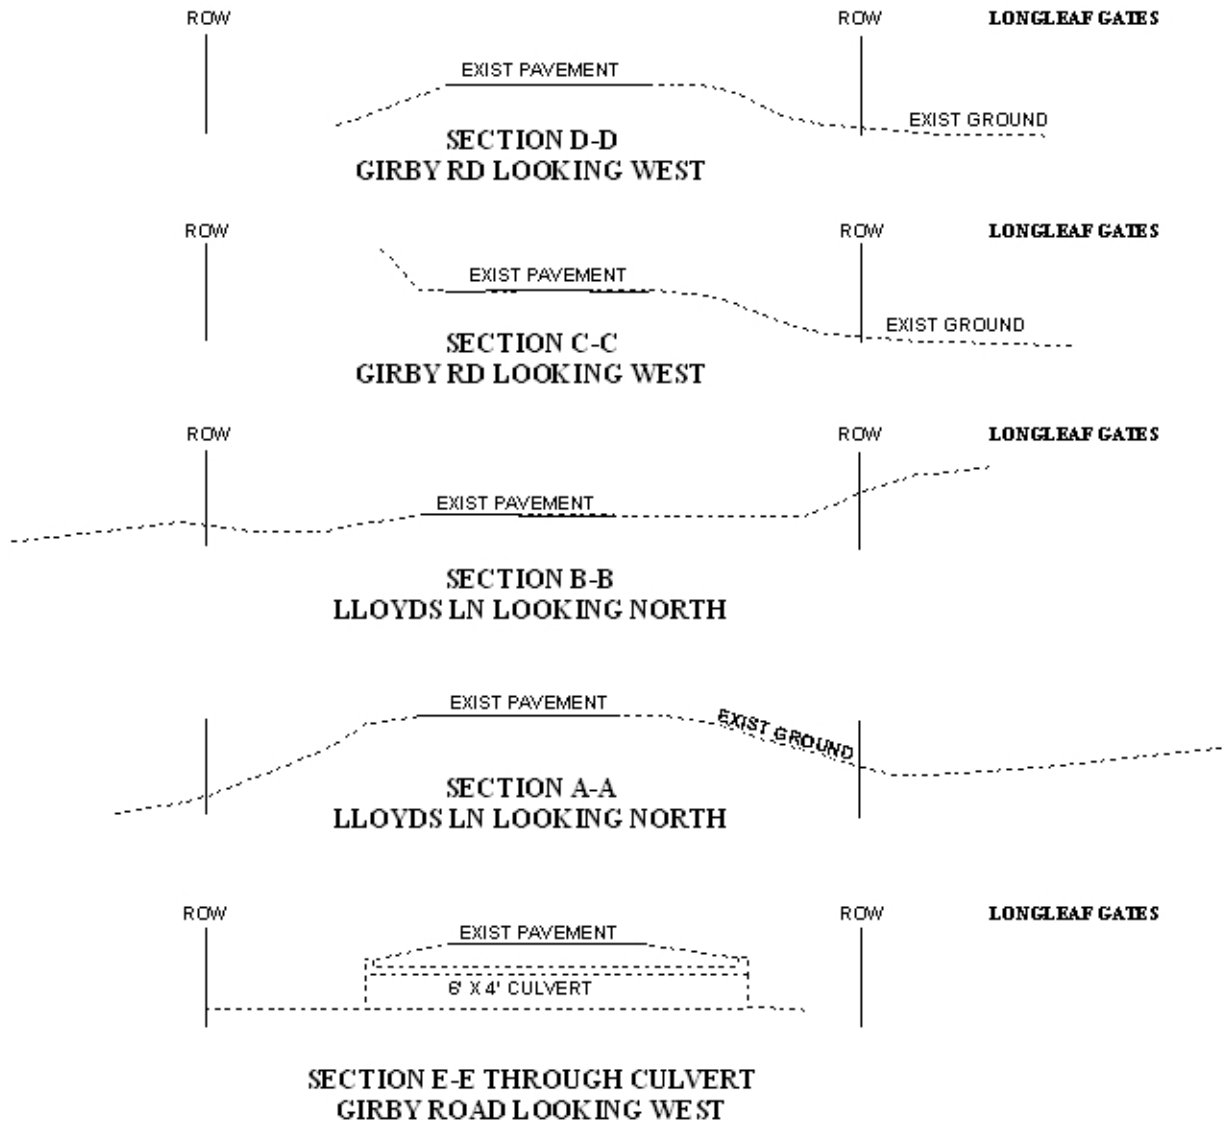 ROW ROW LONGLEAF GATES
EXIST PAVEMENT
EXIST GROUND
SECTION D-D
GIRBY RD LOOKING WEST
ROW ROW LONGLEAF GATES
EXIST PAVEMENT
EXIST GROUND
SECTION C-C
GIRBY RD LOOKING WEST
ROW ROW LONGLEAF GATES
EXIST PAVEMENT
SECTION B-B
LLOYDS LN LOOKING NORTH
EXIST PAVEMENT
EXIST GROUND
SECTION A-A
LLOYDS LN LOOKING NORTH
ROW ROW LONGLEAF GATES
EXIST PAVEMENT
6' X 4' CULVERT
SECTION E-E THROUGH CULVERT
GIRBY ROAD LOOKING WEST